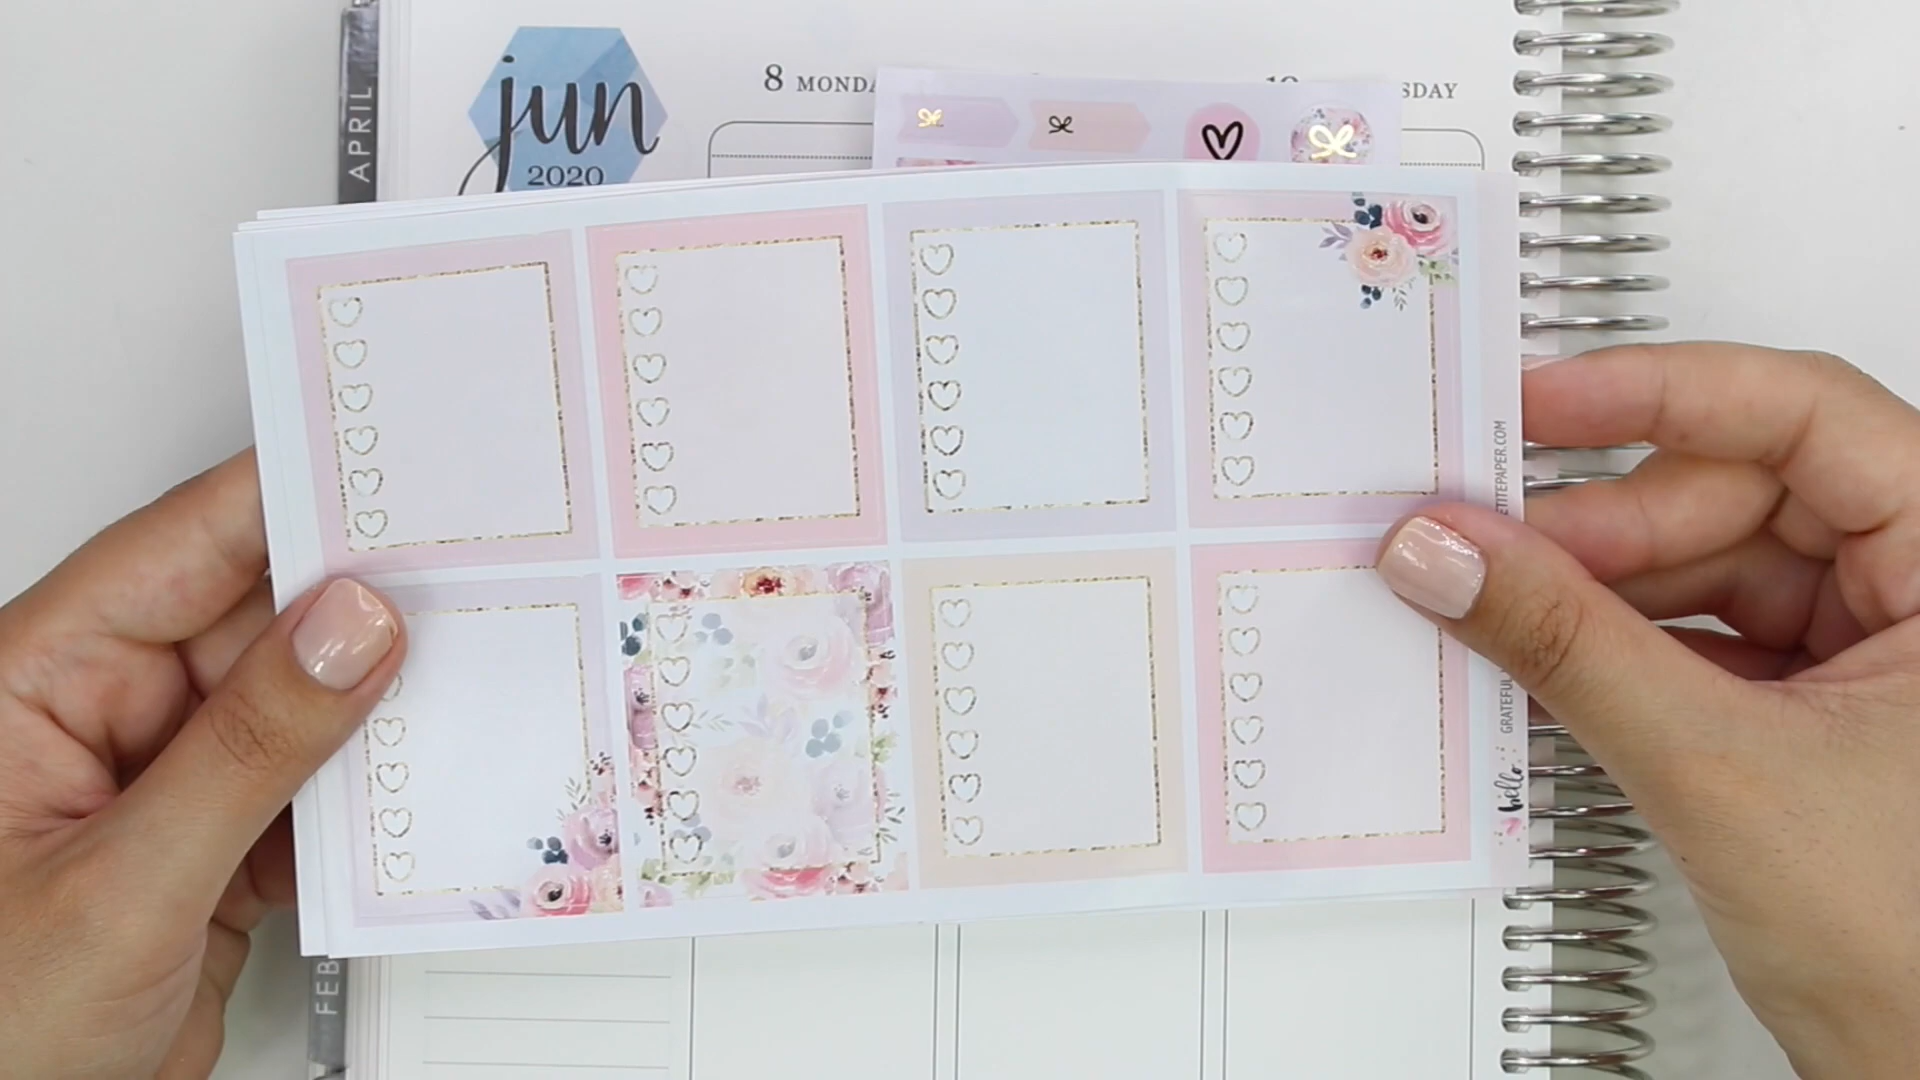 APRIL
jun
2020
8 MONDA
SDAY
ETITEPAPER.COM
GRATEFUL
hello
FEB